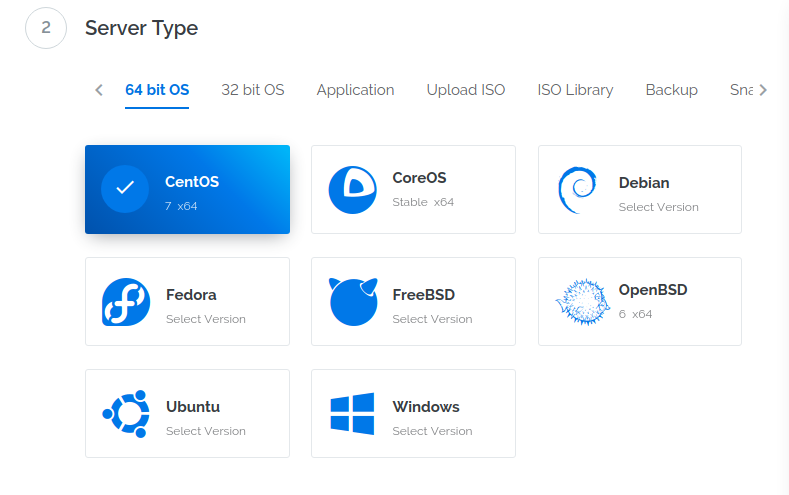 2 Server Type
64 bit OS 32 bit OS Application Upload ISO ISO Library Backup Sna
CentOS
7 x64
CoreOS
Stable x64
Debian
Select Version
Fedora
Select Version
FreeBSD
Select Version
OpenBSD
6 x64
Ubuntu
Select Version
Windows
Select Version